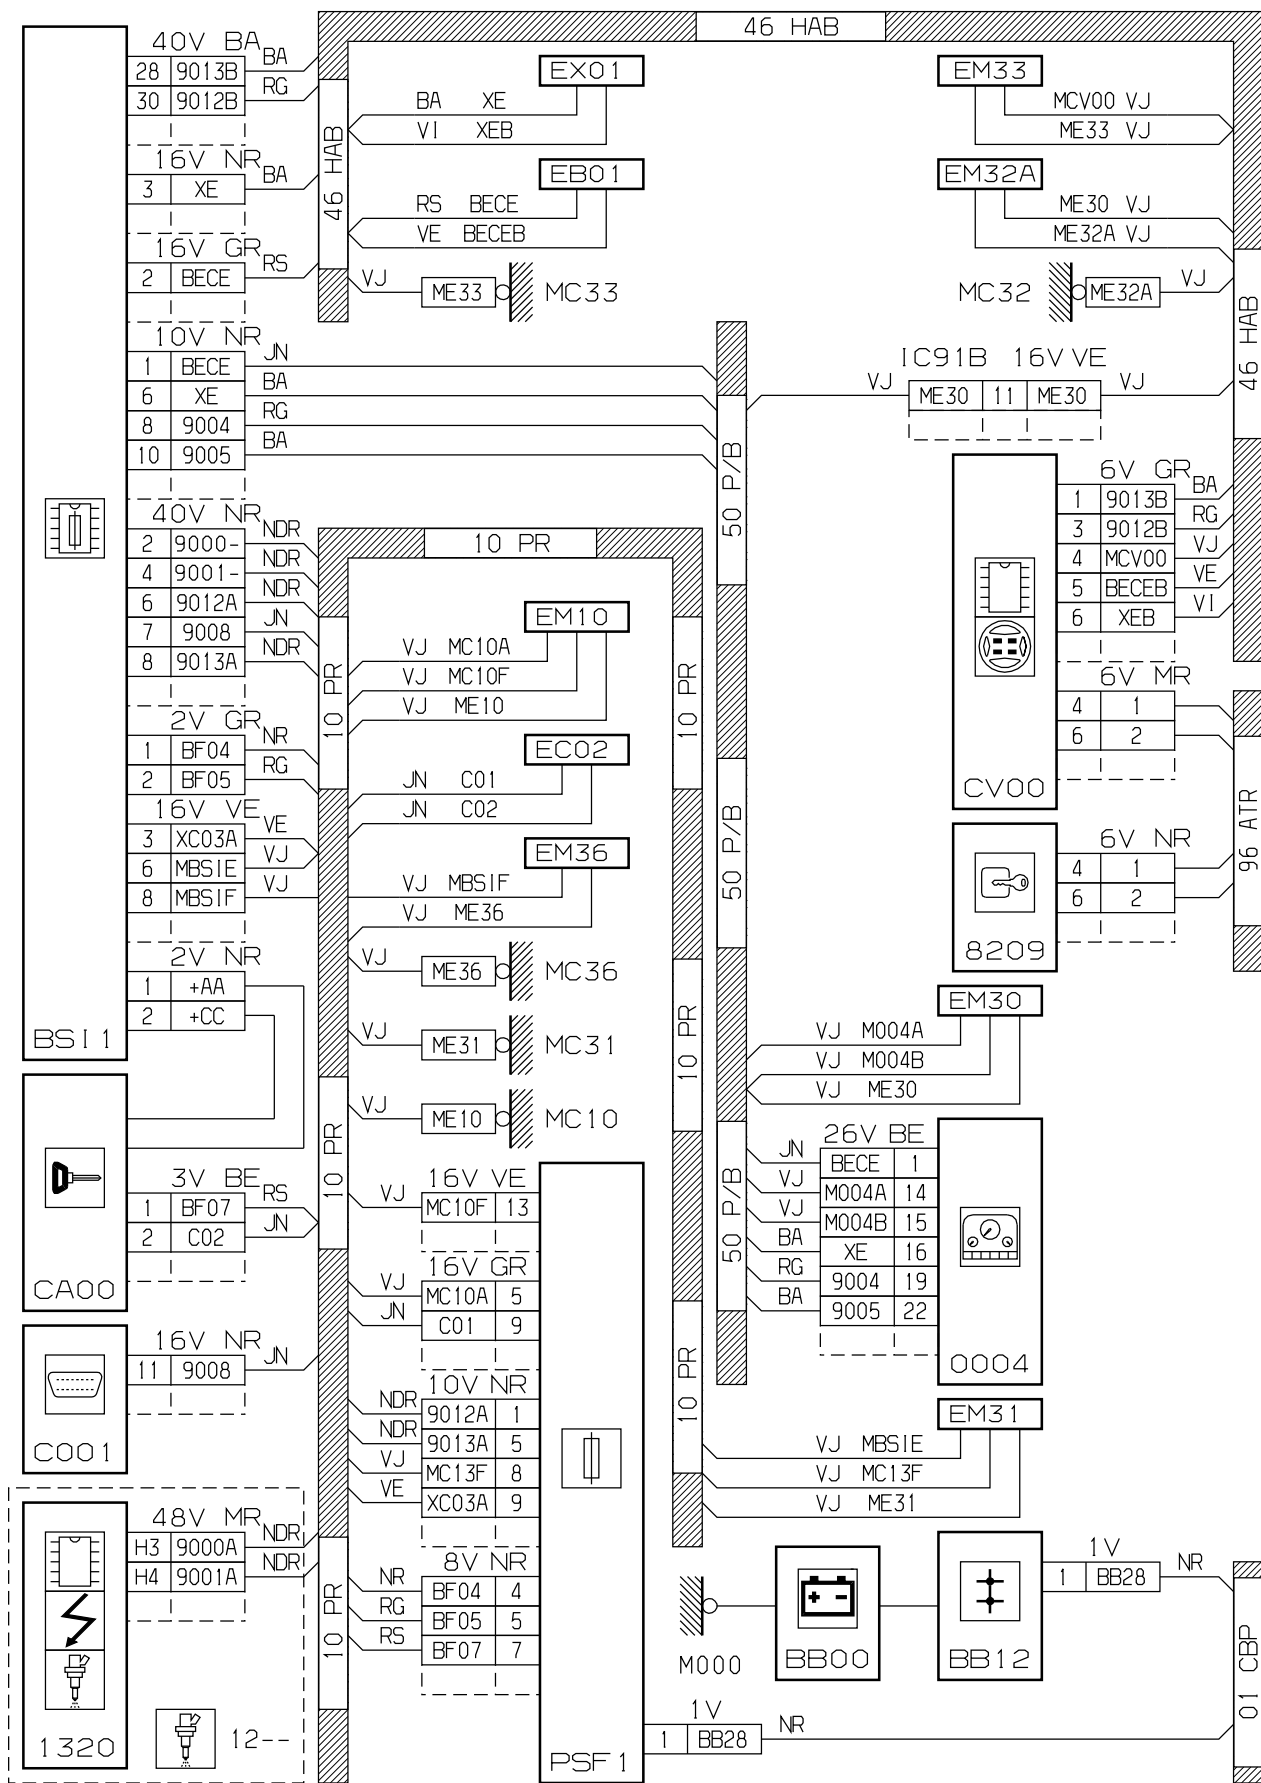 46 HAB
40V BA
28 9013B BA
30 9012B RG
16V NR
3 XE BA
16V GR
2 BECE RS
10V NR
1 BECE JN
6 XE BA
8 9004 RG
10 9005 BA
40V NR
2 9000- NDR
4 9001- NDR
6 9012A NDR
7 9008 JN
8 9013A NDR
2V GR
1 BF04 NR
2 BF05 RG
16V VE
3 XC03A VE
6 MBSIE VJ
8 MBSIF VJ
2V NR
1 +AA
2 +CC
BSI1
3V BE
1 BF07 RS
2 C02 JN
CA00
16V NR
11 9008 JN
C001
48V MR
H3 9000A NDR
H4 9001A NDR
1320
12--
46 HAB
EX01
BA XE
VI XEB
EB01
RS BECE
VE BECEB
VJ ME33 MC33
EM33
MCV00 VJ
ME33 VJ
EM32A
ME30 VJ
ME32A VJ
MC32 ME32A VJ
46 HAB
IC91B 16V VE
VJ ME30 11 ME30 VJ
50 P/B
6V GR
1 9013B BA
3 9012B RG
4 MCV00 VJ
5 BECEB VE
6 XEB VI
6V MR
4 1
6 2
CV00
6V NR
4 1
6 2
8209
96 ATR
10 PR
10 PR
10 PR
EM10
VJ MC10A
VJ MC10F
VJ ME10
EC02
JN C01
JN C02
EM36
VJ MBSIF
VJ ME36
VJ ME36 MC36
VJ ME31 MC31
VJ ME10 MC10
50 P/B
10 PR
10 PR
EM30
VJ M004A
VJ M004B
VJ ME30
50 P/B
26V BE
JN BECE 1
VJ M004A 14
VJ M004B 15
BA XE 16
RG 9004 19
BA 9005 22
0004
16V VE
VJ MC10F 13
16V GR
VJ MC10A 5
JN C01 9
10V NR
NDR 9012A 1
NDR 9013A 5
VJ MC13F 8
VE XC03A 9
8V NR
NR BF04 4
RG BF05 5
RS BF07 7
10 PR
10 PR
PSF1
EM31
VJ MBSIE
VJ MC13F
VJ ME31
M000
BB00
BB12
1V
1 BB28 NR
1V
1 BB28 NR
01 CBP